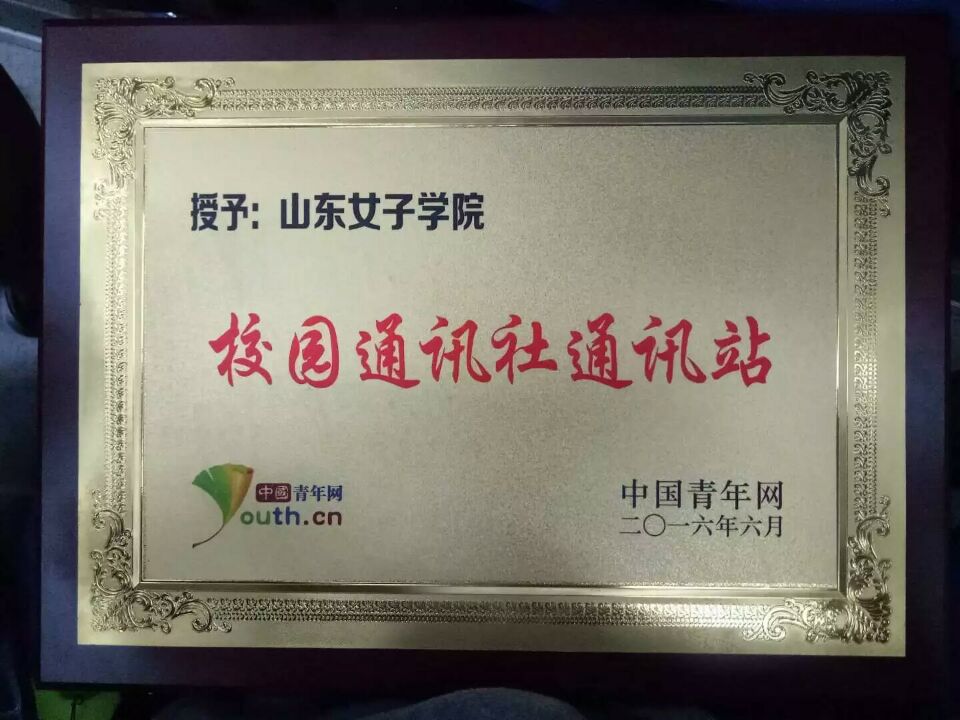 授予：山东女子学院
校园通讯社通讯站
中國青年网
Youth.cn
中国青年网
二〇一六年六月